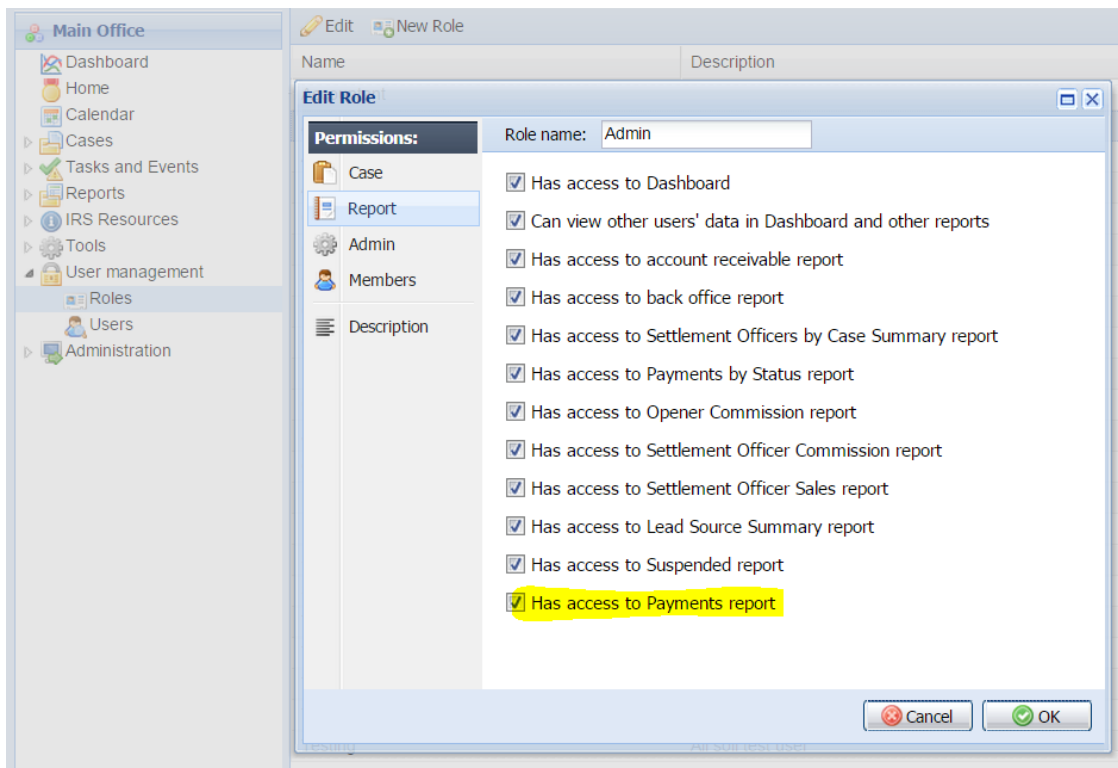 Main Office
Dashboard
Home
Calendar
Cases
Tasks and Events
Reports
IRS Resources
Tools
User management
Roles
Users
Administration
Edit New Role
Name Description
Edit Role
Permissions:
Case
Report
Admin
Members
Description
Role name: Admin
Has access to Dashboard
Can view other users' data in Dashboard and other reports
Has access to account receivable report
Has access to back office report
Has access to Settlement Officers by Case Summary report
Has access to Payments by Status report
Has access to Opener Commission report
Has access to Settlement Officer Commission report
Has access to Settlement Officer Sales report
Has access to Lead Source Summary report
Has access to Suspended report
Has access to Payments report
Cancel OK
Testing